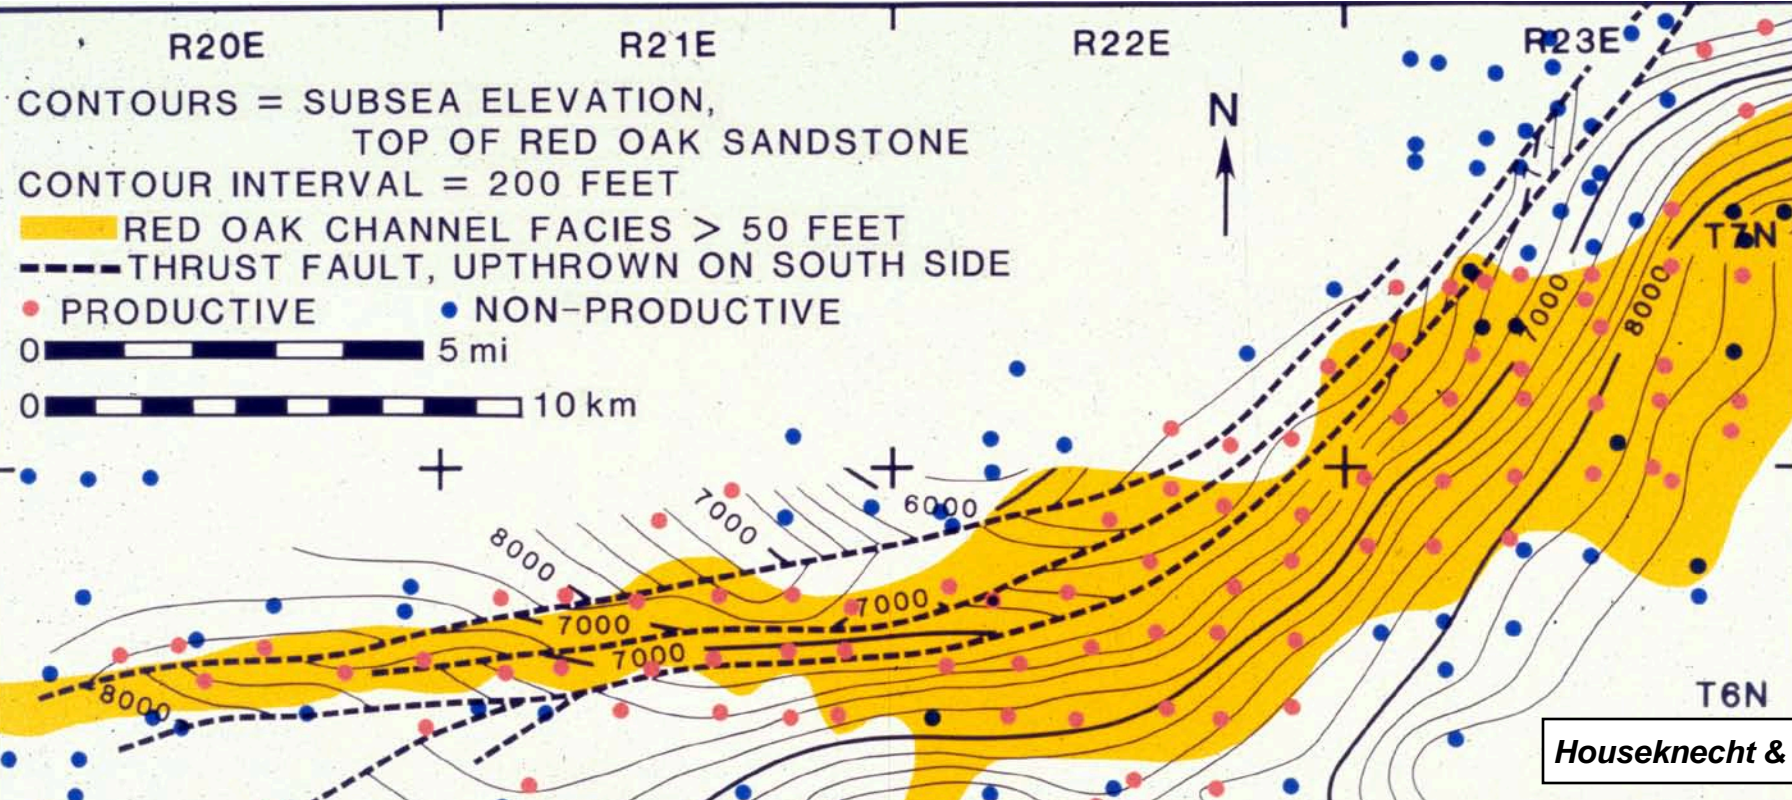 R20E R21E R22E R23E
CONTOURS = SUBSEA ELEVATION,
TOP OF RED OAK SANDSTONE
N
CONTOUR INTERVAL = 200 FEET
RED OAK CHANNEL FACIES > 50 FEET
T7N
THRUST FAULT, UPTHROWN ON SOUTH SIDE
PRODUCTIVE NON-PRODUCTIVE
7000
8000
0 5 mi
0 10 km
7000
6000
8000
7000
7000
7000
8000
T6N
Houseknecht &